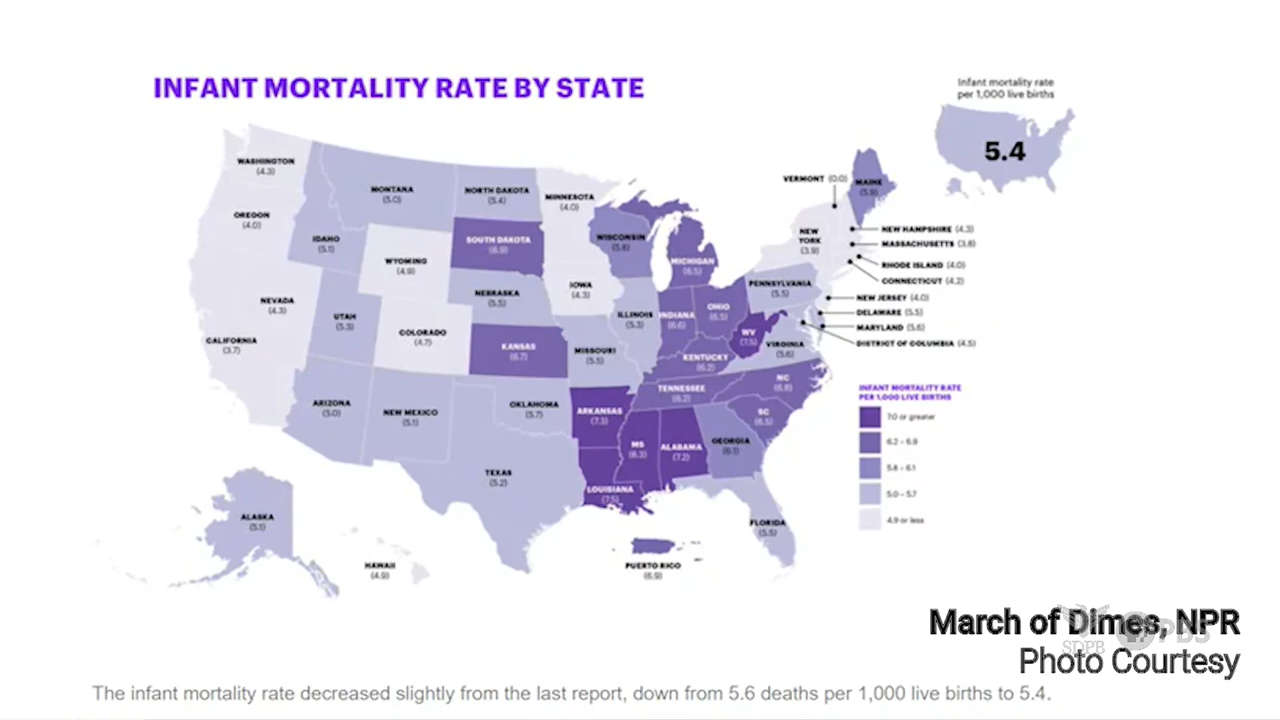 INFANT MORTALITY RATE BY STATE
Infant mortality rate
per 1,000 live births
5.4
WASHINGTON
(4.3)
OREGON
(4.0)
CALIFORNIA
(3.7)
NEVADA
(4.3)
IDAHO
(5.1)
MONTANA
(5.0)
WYOMING
(4.9)
UTAH
(5.3)
COLORADO
(4.7)
ARIZONA
(5.0)
NEW MEXICO
(5.1)
NORTH DAKOTA
(5.4)
SOUTH DAKOTA
(6.9)
NEBRASKA
(5.5)
KANSAS
(6.7)
OKLAHOMA
(5.7)
TEXAS
(5.2)
MINNESOTA
(4.0)
IOWA
(4.3)
MISSOURI
(5.5)
ARKANSAS
(7.3)
LOUISIANA
(7.5)
WISCONSIN
(5.8)
ILLINOIS
(5.3)
MICHIGAN
(6.5)
INDIANA
(6.6)
OHIO
(6.5)
KENTUCKY
(6.2)
TENNESSEE
(6.2)
MS
ALABAMA
(7.2)
GEORGIA
(6.1)
FLORIDA
(5.5)
SC
(6.5)
NC
(6.8)
VIRGINIA
(5.6)
WV
(7.5)
PENNSYLVANIA
(5.5)
NEW
YORK
(3.9)
VERMONT (0.0)
MAINE
(5.9)
NEW HAMPSHIRE (4.3)
MASSACHUSETTS (3.8)
RHODE ISLAND (4.0)
CONNECTICUT (4.2)
NEW JERSEY (4.0)
DELAWARE (5.5)
MARYLAND (5.6)
DISTRICT OF COLUMBIA (4.5)
ALASKA
(5.1)
HAWAII
(4.9)
PUERTO RICO
(6.9)
INFANT MORTALITY RATE
PER 1,000 LIVE BIRTHS
7.0 or greater
6.2 - 6.9
5.8 - 6.1
5.0 - 5.7
4.9 or less
March of Dimes, NPR
Photo Courtesy
SDPB PBS
The infant mortality rate decreased slightly from the last report, down from 5.6 deaths per 1,000 live births to 5.4.